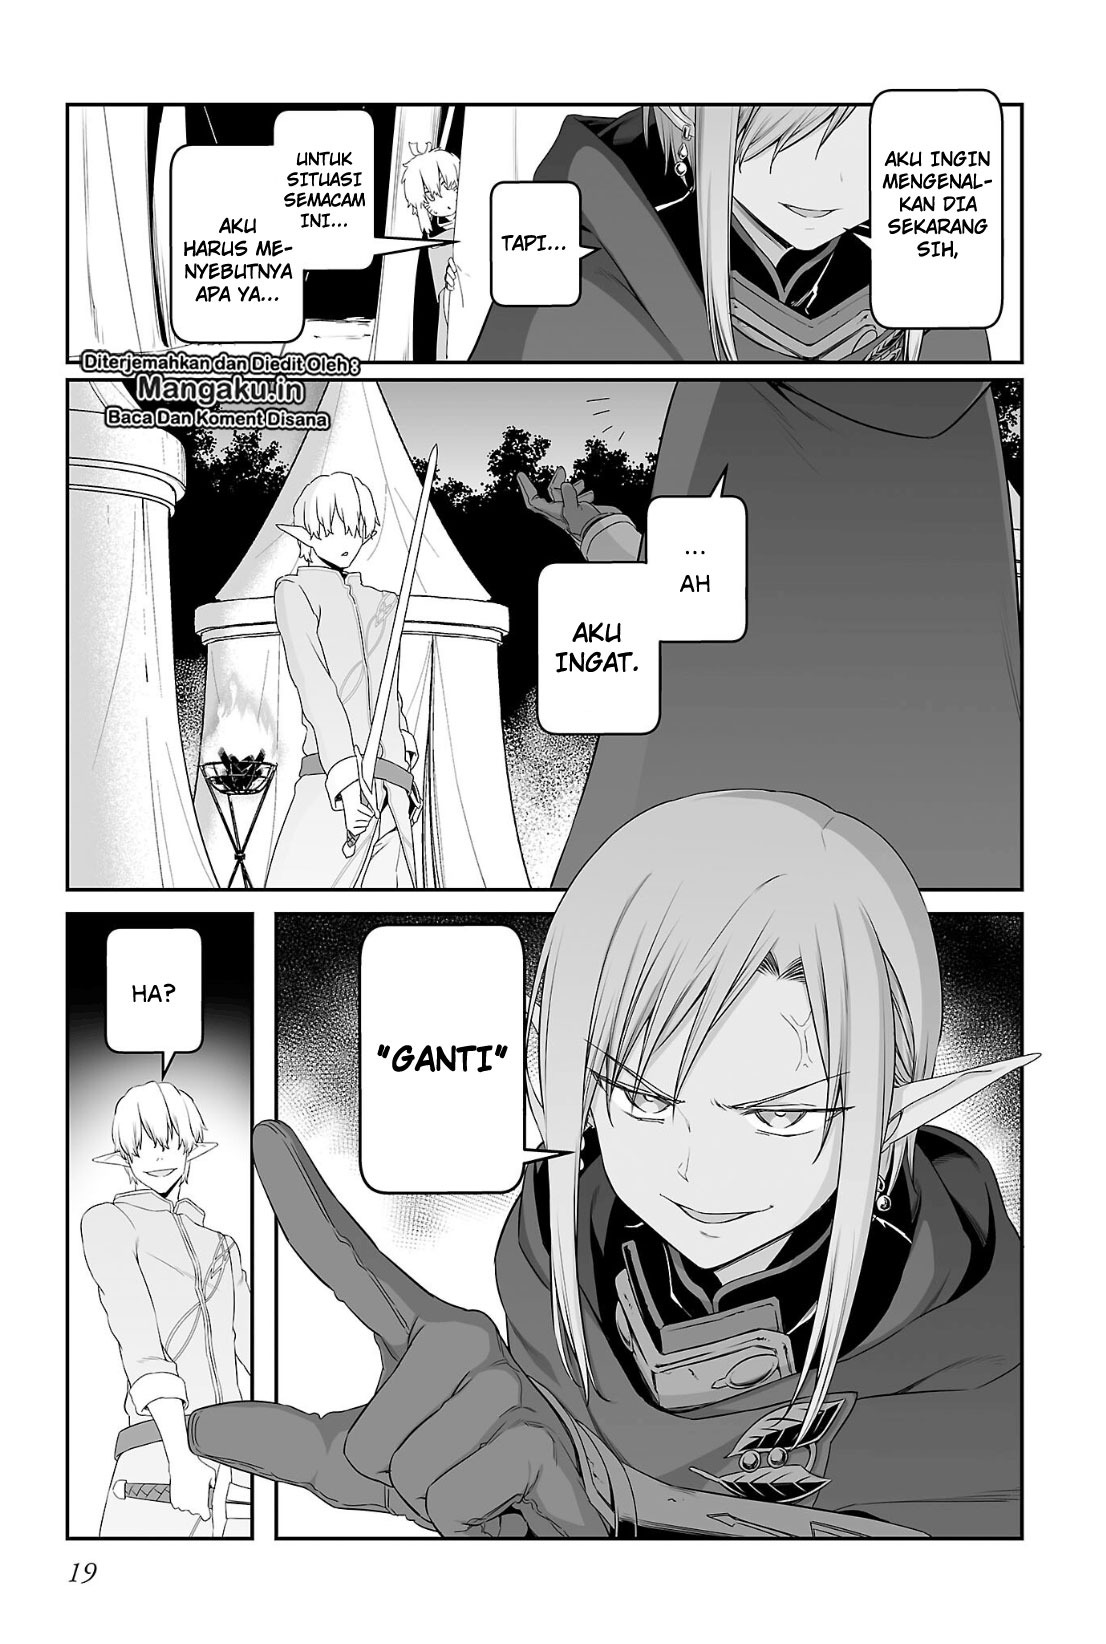 AKU INGIN
MENGENAL-
KAN DIA
SEKARANG
SIH,
TAPI...
UNTUK
SITUASI
SEMACAM
INI...
AKU
HARUS ME-
NYEBUTNYA
APA YA...
Diterjemahkan dan Diedit Oleh :
Mangaku.in
Baca Dan Koment Disana
...
AH
AKU
INGAT.
"GANTI"
HA?
19